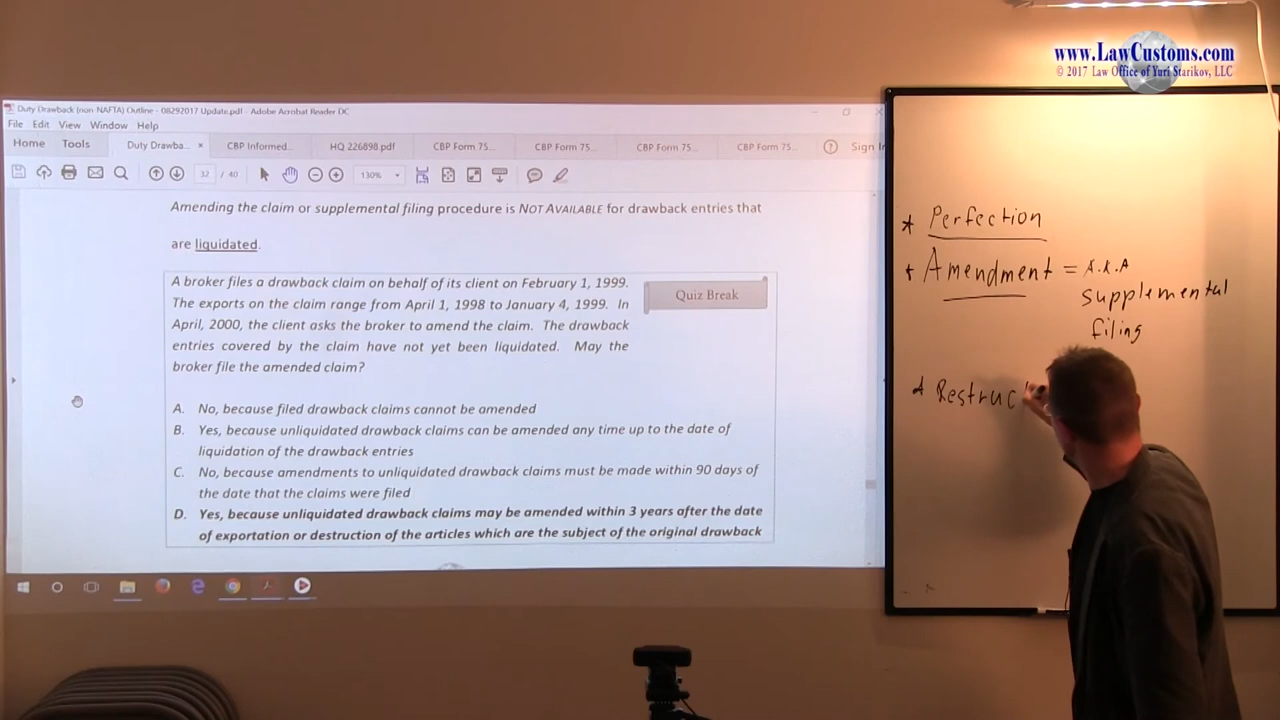 www.LawCustoms.com
© 2017 Law Office of Yuri Starikov, LLC
Duty Drawback (non-NAFTA) Outline - 08292017 Update.pdf - Adobe Acrobat Reader DC
File Edit View Window Help
Home Tools Duty Drawba... × CBP Informed... HQ 226898.pdf CBP Form 75... CBP Form 75... CBP Form 75... CBP Form 75... Sign In
32 / 40 130%
Amending the claim or supplemental filing procedure is NOT AVAILABLE for drawback entries that
are liquidated.
A broker files a drawback claim on behalf of its client on February 1, 1999.
The exports on the claim range from April 1, 1998 to January 4, 1999. In
April, 2000, the client asks the broker to amend the claim. The drawback
entries covered by the claim have not yet been liquidated. May the
broker file the amended claim?
Quiz Break
A. No, because filed drawback claims cannot be amended
B. Yes, because unliquidated drawback claims can be amended any time up to the date of
liquidation of the drawback entries
C. No, because amendments to unliquidated drawback claims must be made within 90 days of
the date that the claims were filed
D. Yes, because unliquidated drawback claims may be amended within 3 years after the date
of exportation or destruction of the articles which are the subject of the original drawback
* Perfection
* Amendment = A.K.A
supplemental
filing
* Restruc